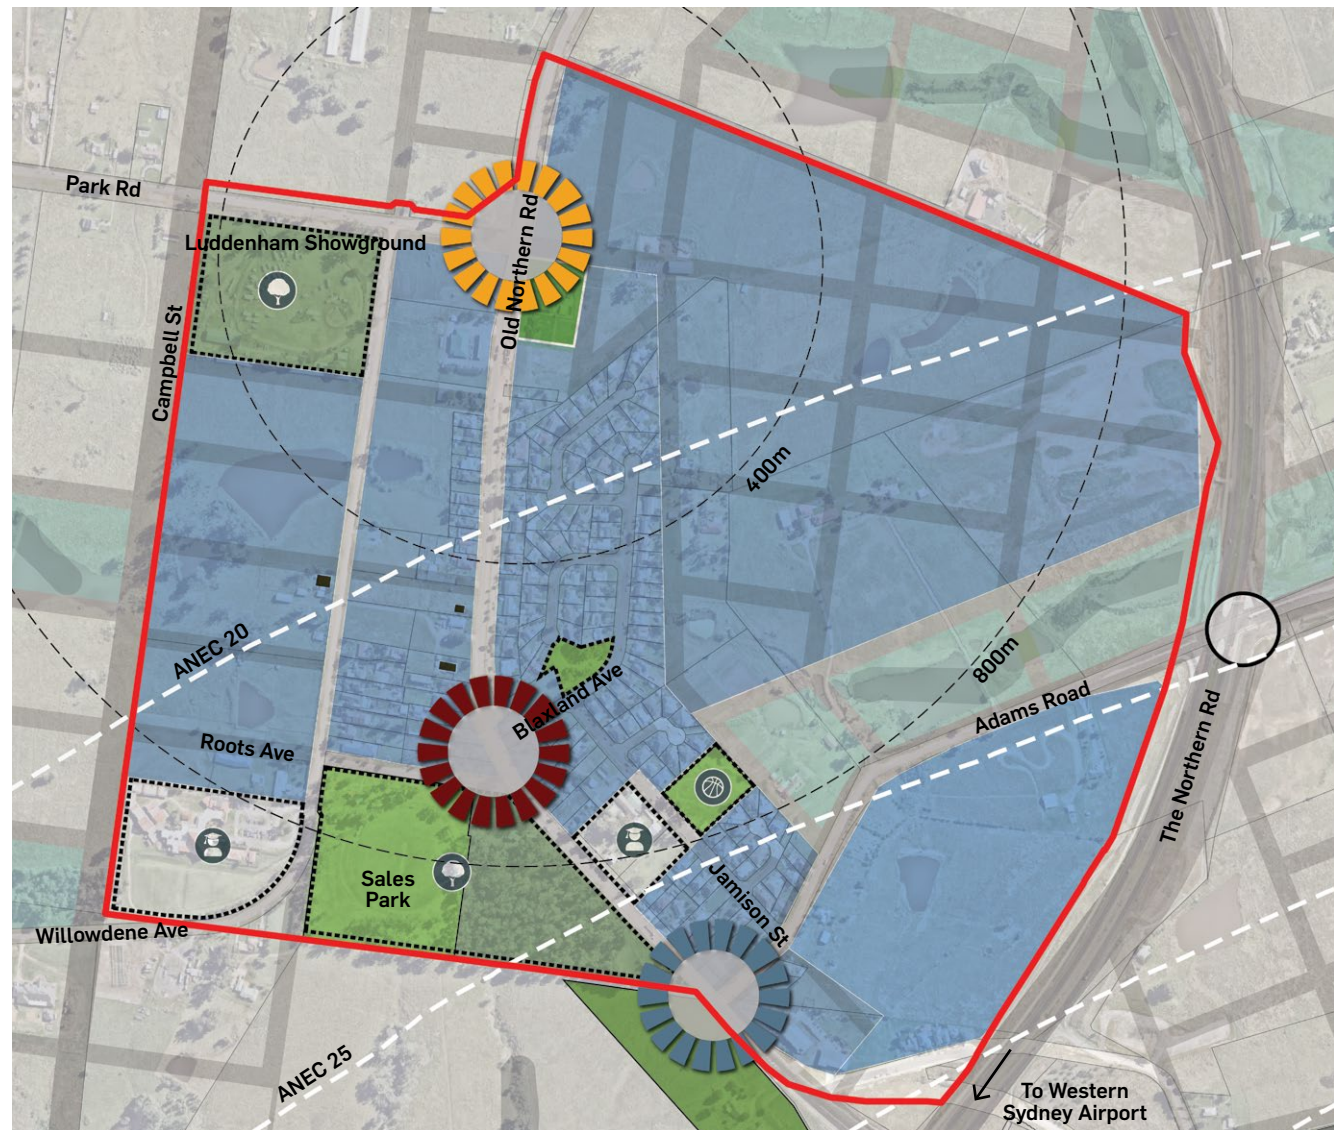 Park Rd
Luddenham Showground
Old Northern Rd
Campbell St
400m
ANEC 20
800m
Blaxland Ave
Adams Road
Roots Ave
The Northern Rd
Sales
Park
Jamison St
Willowdene Ave
ANEC 25
To Western
Sydney Airport